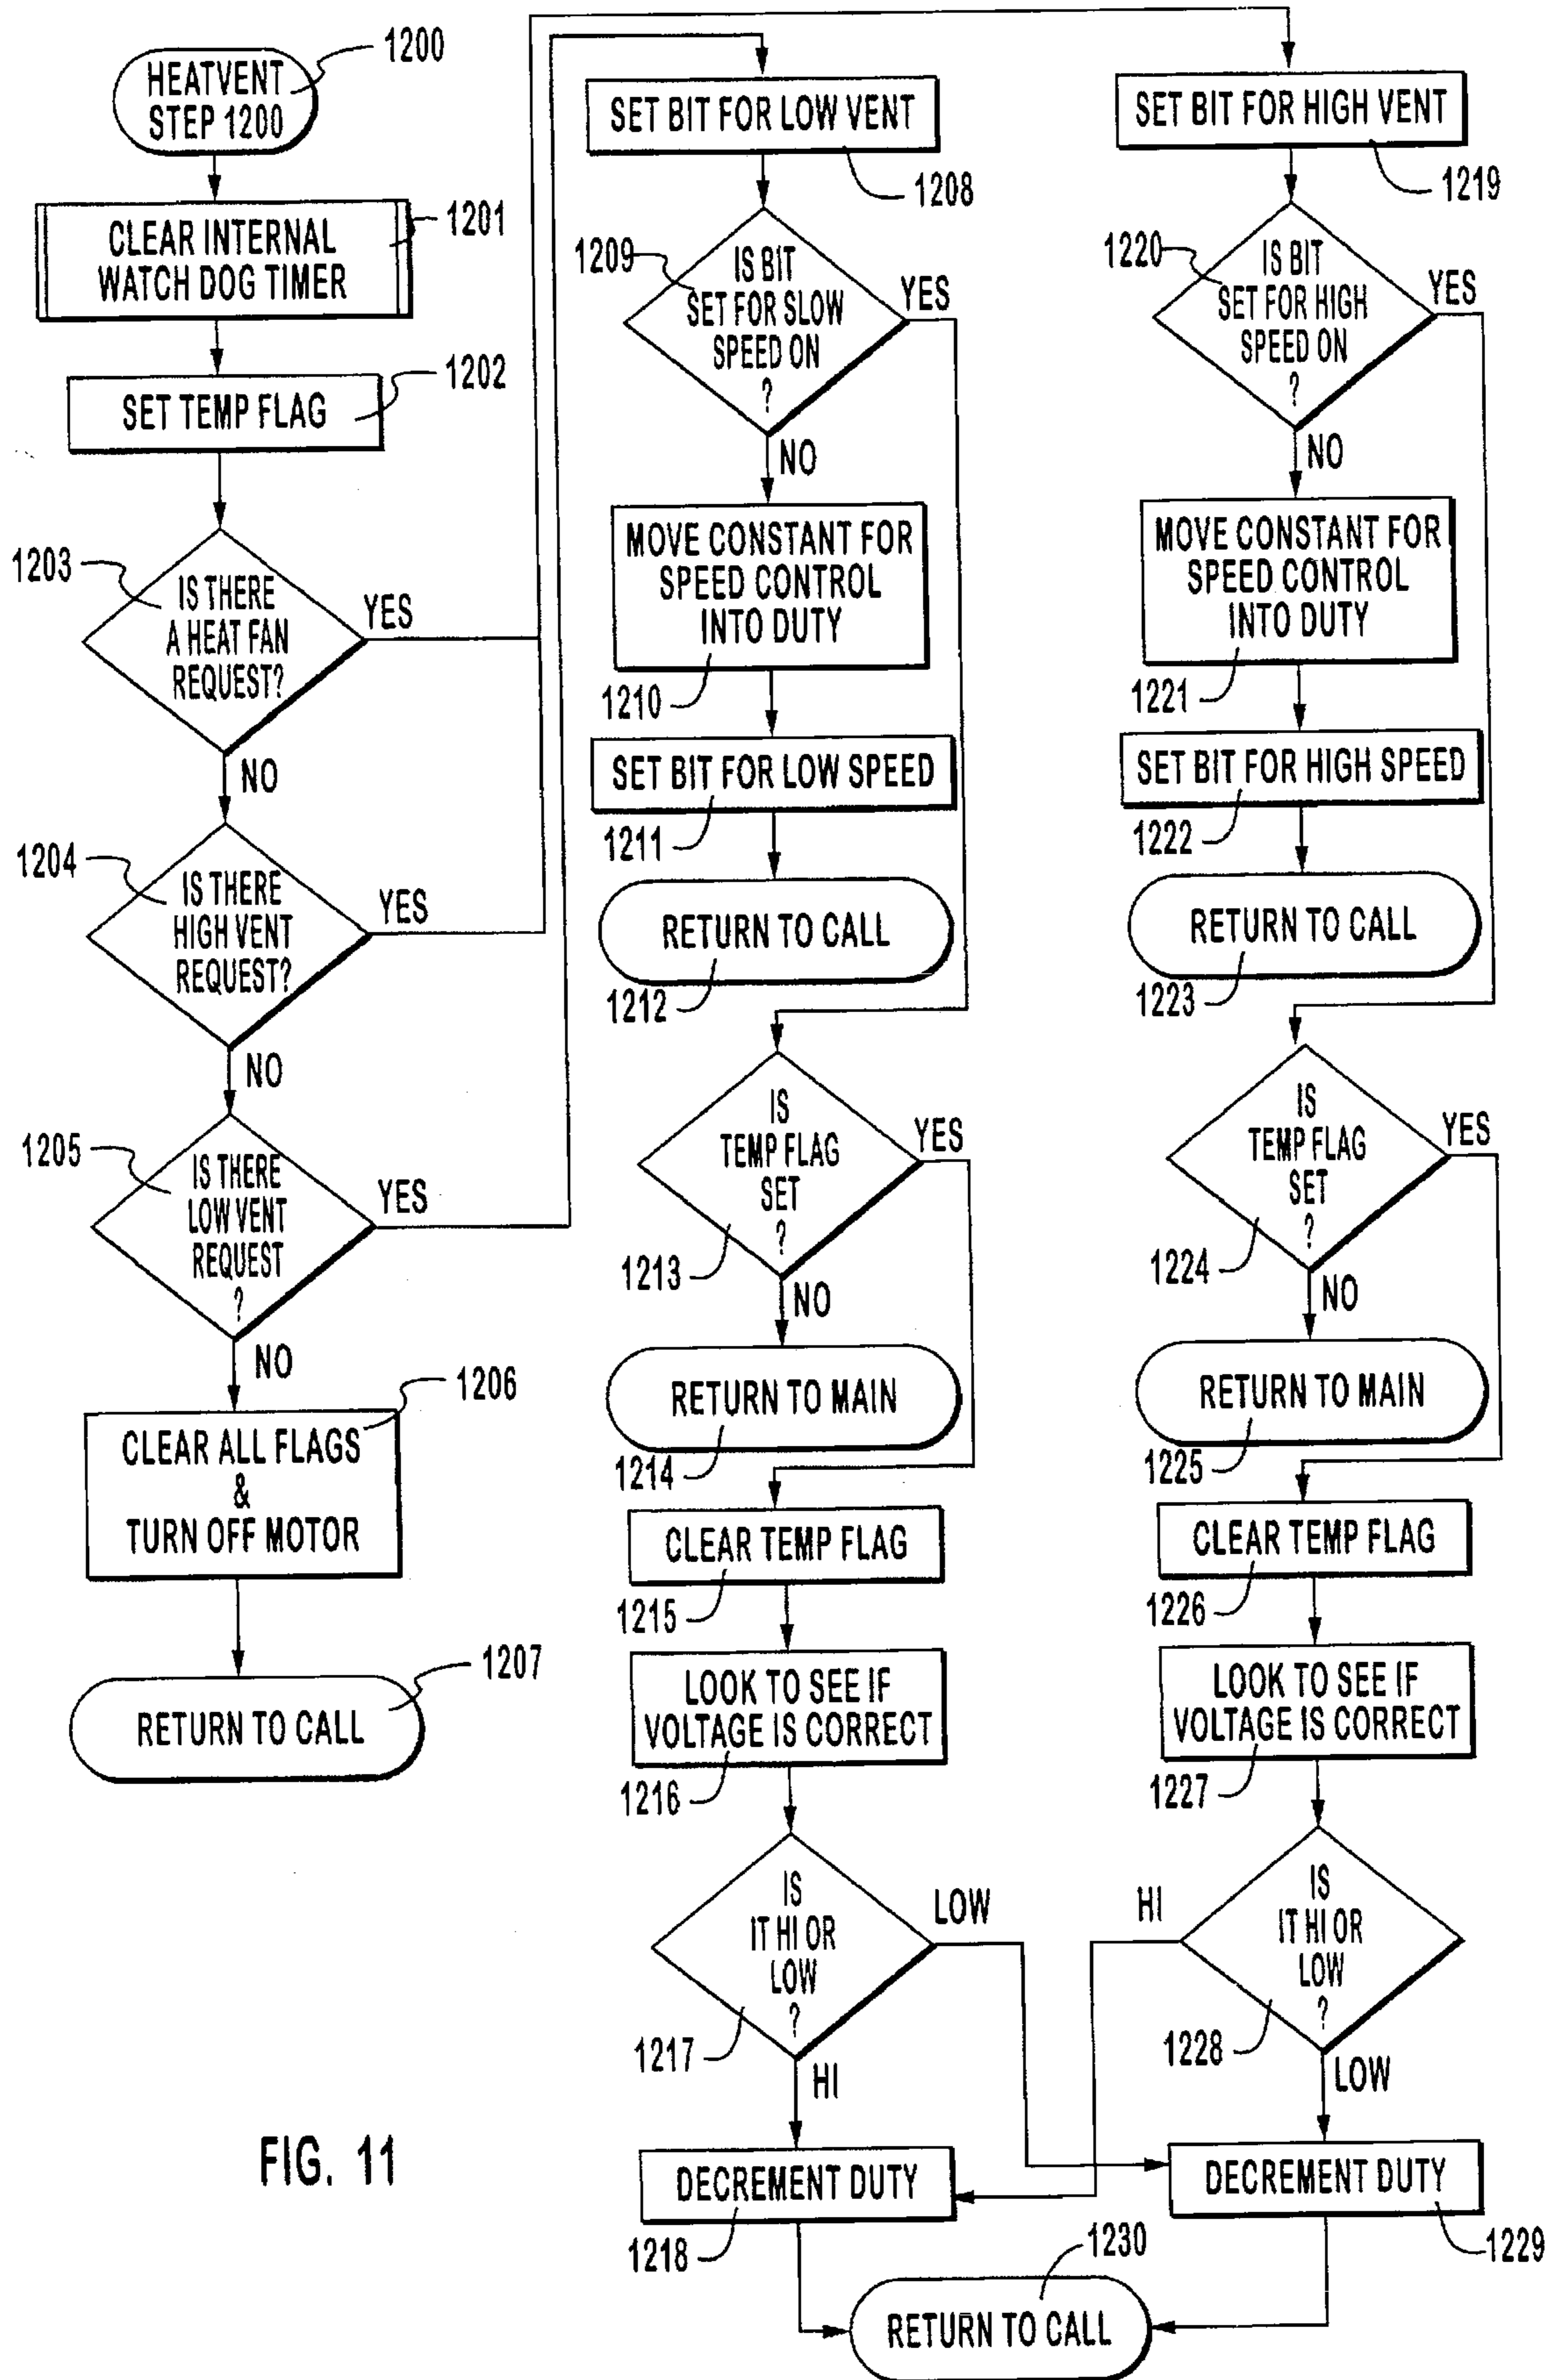 1200
HEATVENT
STEP 1200
1201
CLEAR INTERNAL
WATCH DOG TIMER
1202
SET TEMP FLAG
1203
IS THERE
A HEAT FAN
REQUEST?
YES
NO
1204
IS THERE
HIGH VENT
REQUEST?
YES
NO
1205
IS THERE
LOW VENT
REQUEST
?
YES
NO
1206
CLEAR ALL FLAGS
&
TURN OFF MOTOR
1207
RETURN TO CALL
SET BIT FOR LOW VENT
1208
1209
IS BIT
SET FOR SLOW
SPEED ON
?
YES
NO
MOVE CONSTANT FOR
SPEED CONTROL
INTO DUTY
1210
SET BIT FOR LOW SPEED
1211
RETURN TO CALL
1212
IS
TEMP FLAG
SET
?
YES
1213
NO
RETURN TO MAIN
1214
CLEAR TEMP FLAG
1215
LOOK TO SEE IF
VOLTAGE IS CORRECT
1216
IS
IT HI OR
LOW
?
LOW
1217
HI
DECREMENT DUTY
1218
SET BIT FOR HIGH VENT
1219
1220
IS BIT
SET FOR HIGH
SPEED ON
?
YES
NO
MOVE CONSTANT FOR
SPEED CONTROL
INTO DUTY
1221
SET BIT FOR HIGH SPEED
1222
RETURN TO CALL
1223
IS
TEMP FLAG
SET
?
YES
1224
NO
RETURN TO MAIN
1225
CLEAR TEMP FLAG
1226
LOOK TO SEE IF
VOLTAGE IS CORRECT
1227
HI
IS
IT HI OR
LOW
?
1228
LOW
DECREMENT DUTY
1229
1230
RETURN TO CALL
FIG. 11